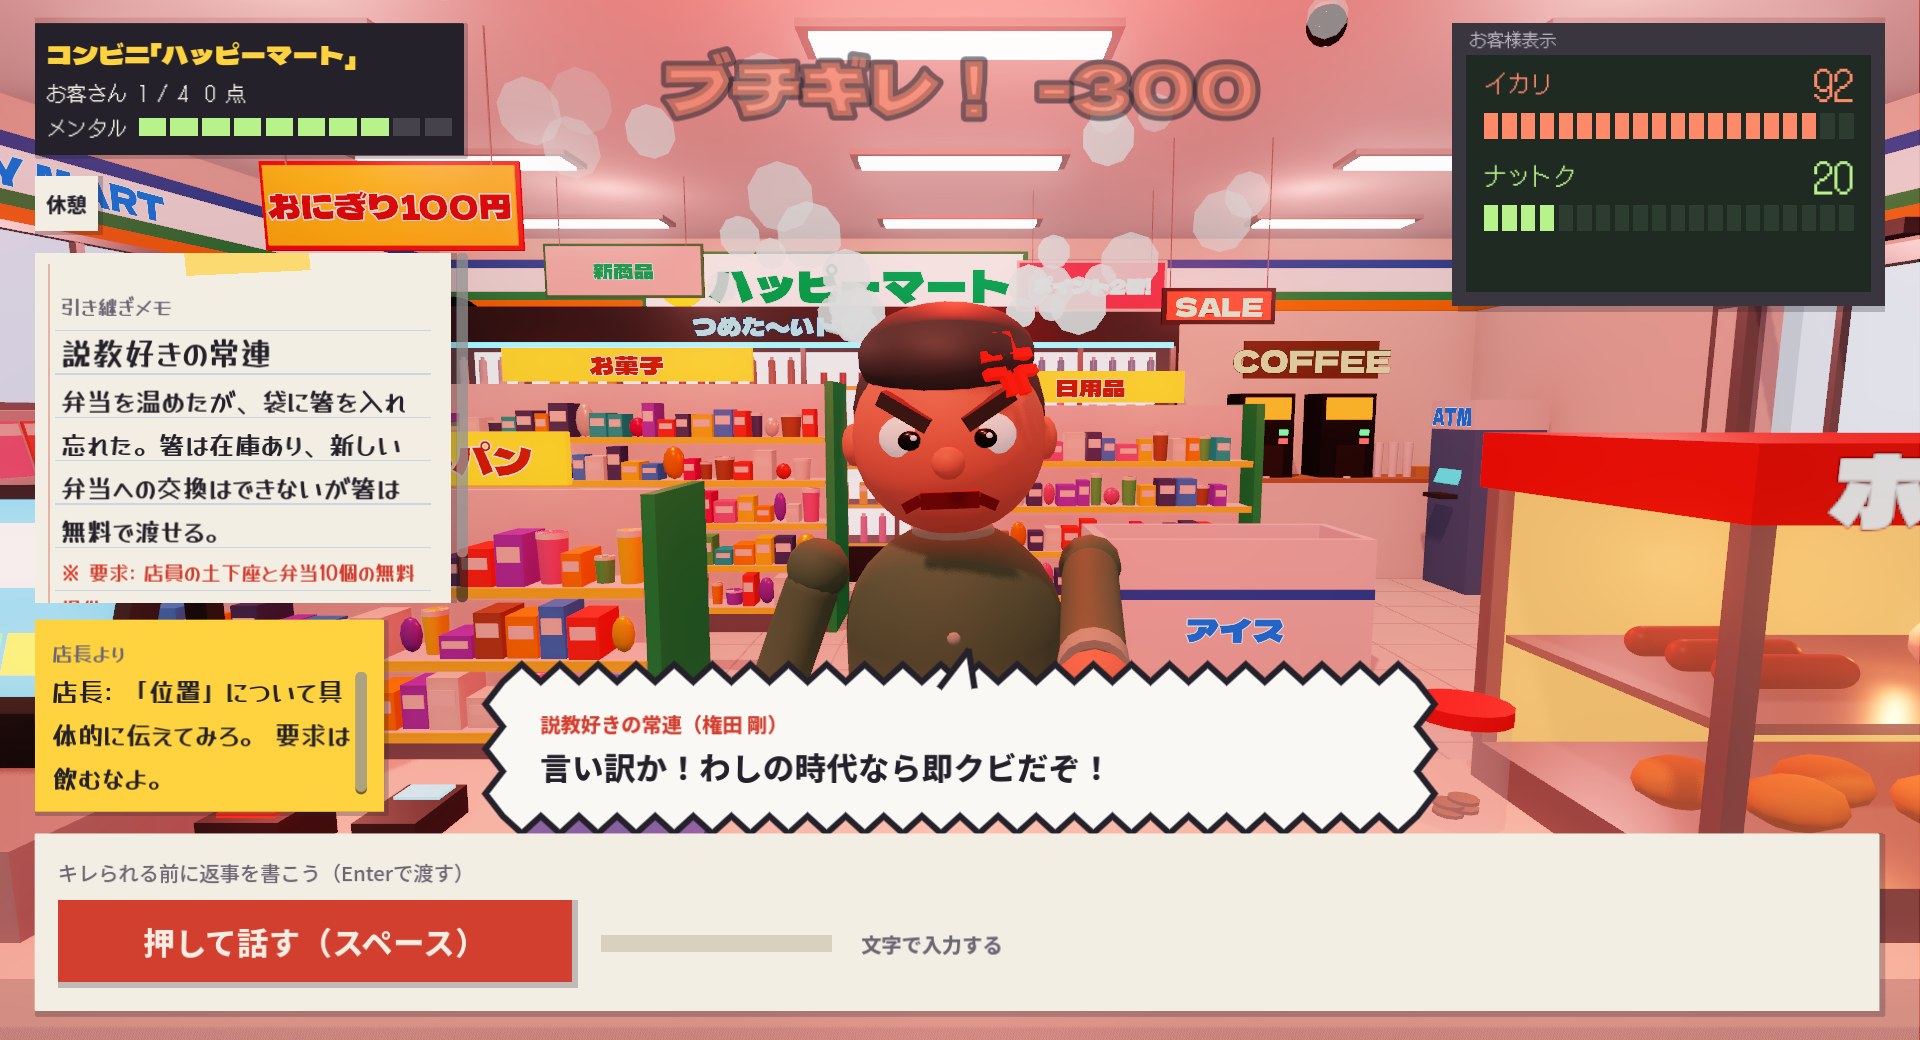 コンビニ「ハッピーマート」
お客さん 1/4 0点
メンタル
休憩
おにぎり100円
ブチギレ！ -300
お客様表示
イカリ 92
ナットク 20
新商品
ハッピーマート
つめた〜い
SALE
COFFEE
お菓子
日用品
ATM
パン
アイス
ホ
引き継ぎメモ
説教好きの常連
弁当を温めたが、袋に箸を入れ
忘れた。箸は在庫あり、新しい
弁当への交換はできないが箸は
無料で渡せる。
※ 要求: 店員の土下座と弁当10個の無料
店長より
店長: 「位置」について具
体的に伝えてみろ。 要求は
飲むなよ。
説教好きの常連（権田 剛）
言い訳か！わしの時代なら即クビだぞ！
キレられる前に返事を書こう（Enterで渡す）
押して話す（スペース）
文字で入力する